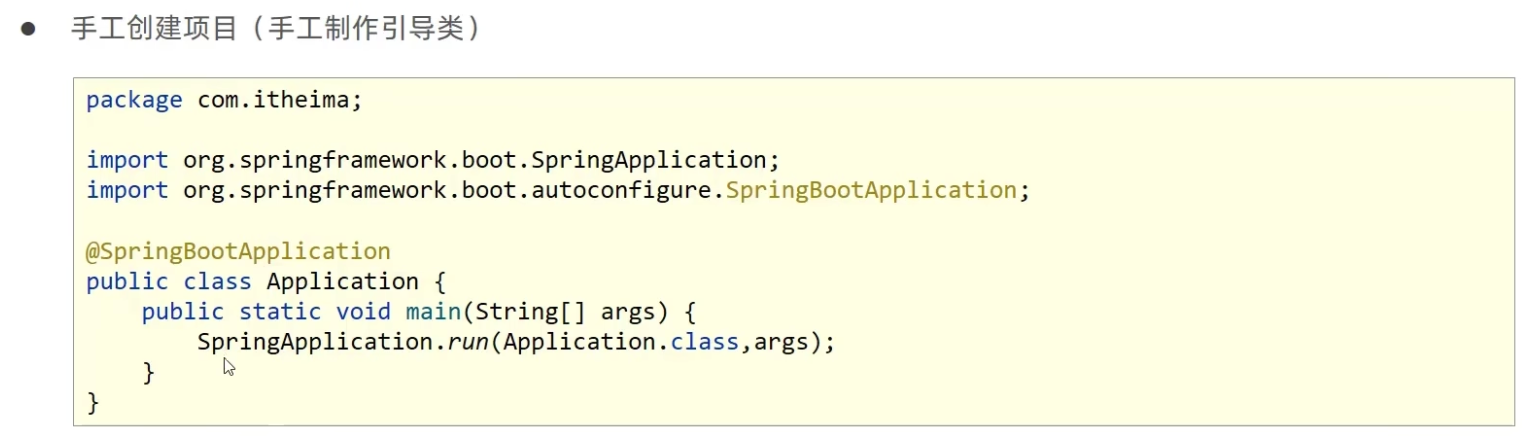 ● 手工创建项目（手工制作引导类）
package com.itheima;
import org.springframework.boot.SpringApplication;
import org.springframework.boot.autoconfigure.SpringBootApplication;
@SpringBootApplication
public class Application {
    public static void main(String[] args) {
        SpringApplication.run(Application.class,args);
    }
}